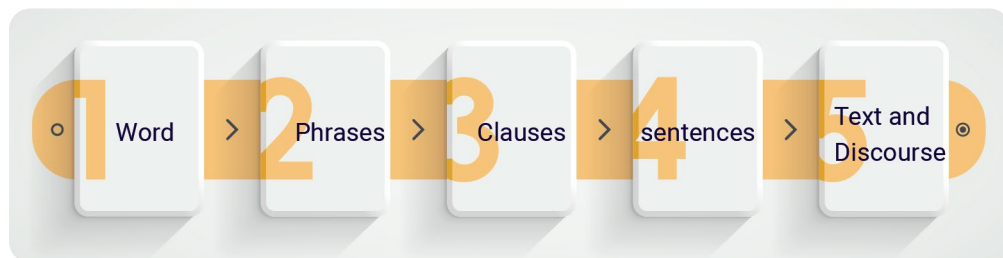 1
Word
2
Phrases
3
Clauses
4
sentences
5
Text and
Discourse